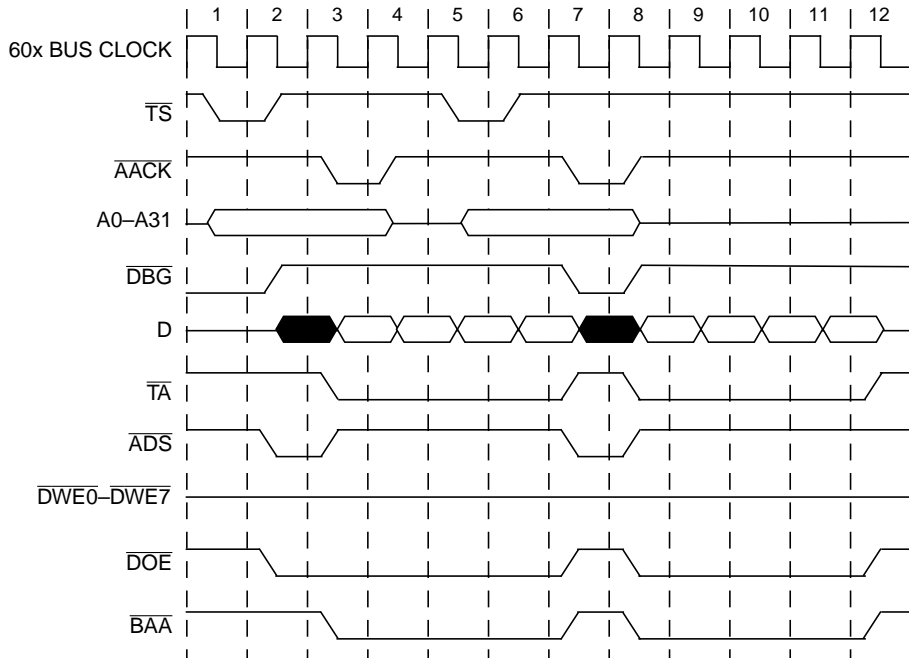 1 2 3 4 5 6 7 8 9 10 11 12
60x BUS CLOCK
TS
AACK
A0–A31
DBG
D
TA
ADS
DWE0–DWE7
DOE
BAA